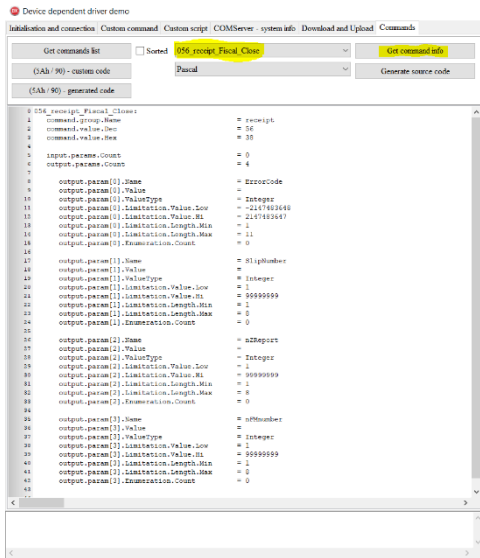 Device dependent driver demo
Initialisation and connection Custom command Custom script COMServer - system info Download and Upload Commands
Get commands list Sorted 056_receipt_Fiscal_Close Get command info
(5Ah / 90) - custom code Pascal Generate source code
(5Ah / 90) - generated code
0 056_receipt_Fiscal_Close:
1 command.group.Name = receipt
2 command.value.Dec = 56
3 command.value.Hex = 38
4
5 input.params.Count = 0
6 output.params.Count = 4
7
8 output.param[0].Name = ErrorCode
9 output.param[0].Value =
10 output.param[0].ValueType = Integer
11 output.param[0].Limitation.Value.Low = -2147483648
12 output.param[0].Limitation.Value.Hi = 2147483647
13 output.param[0].Limitation.Length.Min = 1
14 output.param[0].Limitation.Length.Max = 11
15 output.param[0].Enumeration.Count = 0
16
17 output.param[1].Name = SlipNumber
18 output.param[1].Value =
19 output.param[1].ValueType = Integer
20 output.param[1].Limitation.Value.Low = 1
21 output.param[1].Limitation.Value.Hi = 99999999
22 output.param[1].Limitation.Length.Min = 1
23 output.param[1].Limitation.Length.Max = 8
24 output.param[1].Enumeration.Count = 0
25
26 output.param[2].Name = nZReport
27 output.param[2].Value =
28 output.param[2].ValueType = Integer
29 output.param[2].Limitation.Value.Low = 1
30 output.param[2].Limitation.Value.Hi = 99999999
31 output.param[2].Limitation.Length.Min = 1
32 output.param[2].Limitation.Length.Max = 8
33 output.param[2].Enumeration.Count = 0
34
35 output.param[3].Name = nFMnumber
36 output.param[3].Value =
37 output.param[3].ValueType = Integer
38 output.param[3].Limitation.Value.Low = 1
39 output.param[3].Limitation.Value.Hi = 99999999
40 output.param[3].Limitation.Length.Min = 1
41 output.param[3].Limitation.Length.Max = 8
42 output.param[3].Enumeration.Count = 0
43